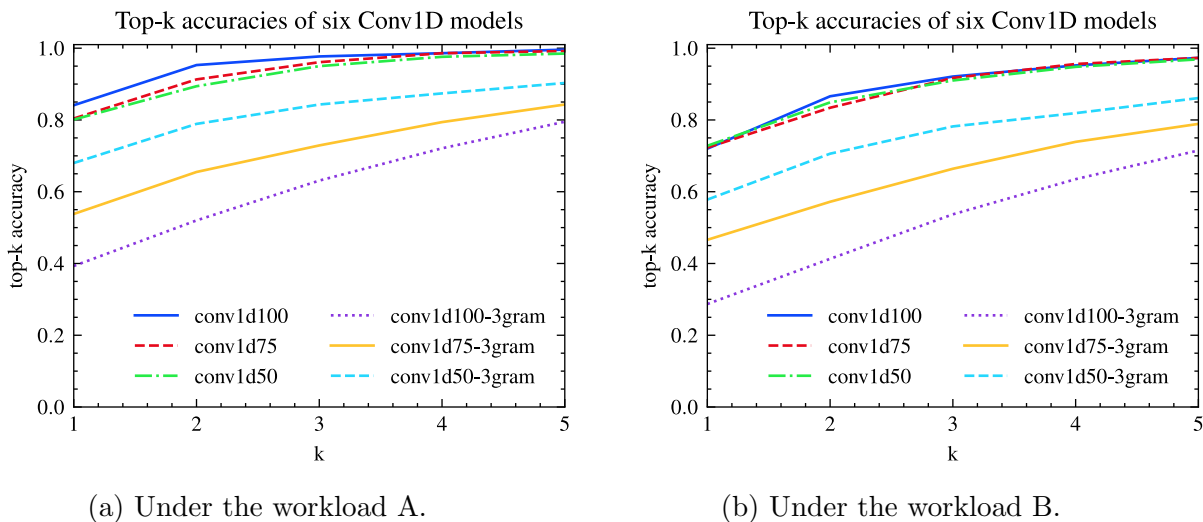 Top-k accuracies of six Conv1D models
1.0
0.8
0.6
0.4
0.2
0.0
top-k accuracy
conv1d100
conv1d75
conv1d50
conv1d100-3gram
conv1d75-3gram
conv1d50-3gram
1 2 3 4 5
k
(a) Under the workload A.
Top-k accuracies of six Conv1D models
1.0
0.8
0.6
0.4
0.2
0.0
top-k accuracy
conv1d100
conv1d75
conv1d50
conv1d100-3gram
conv1d75-3gram
conv1d50-3gram
1 2 3 4 5
k
(b) Under the workload B.